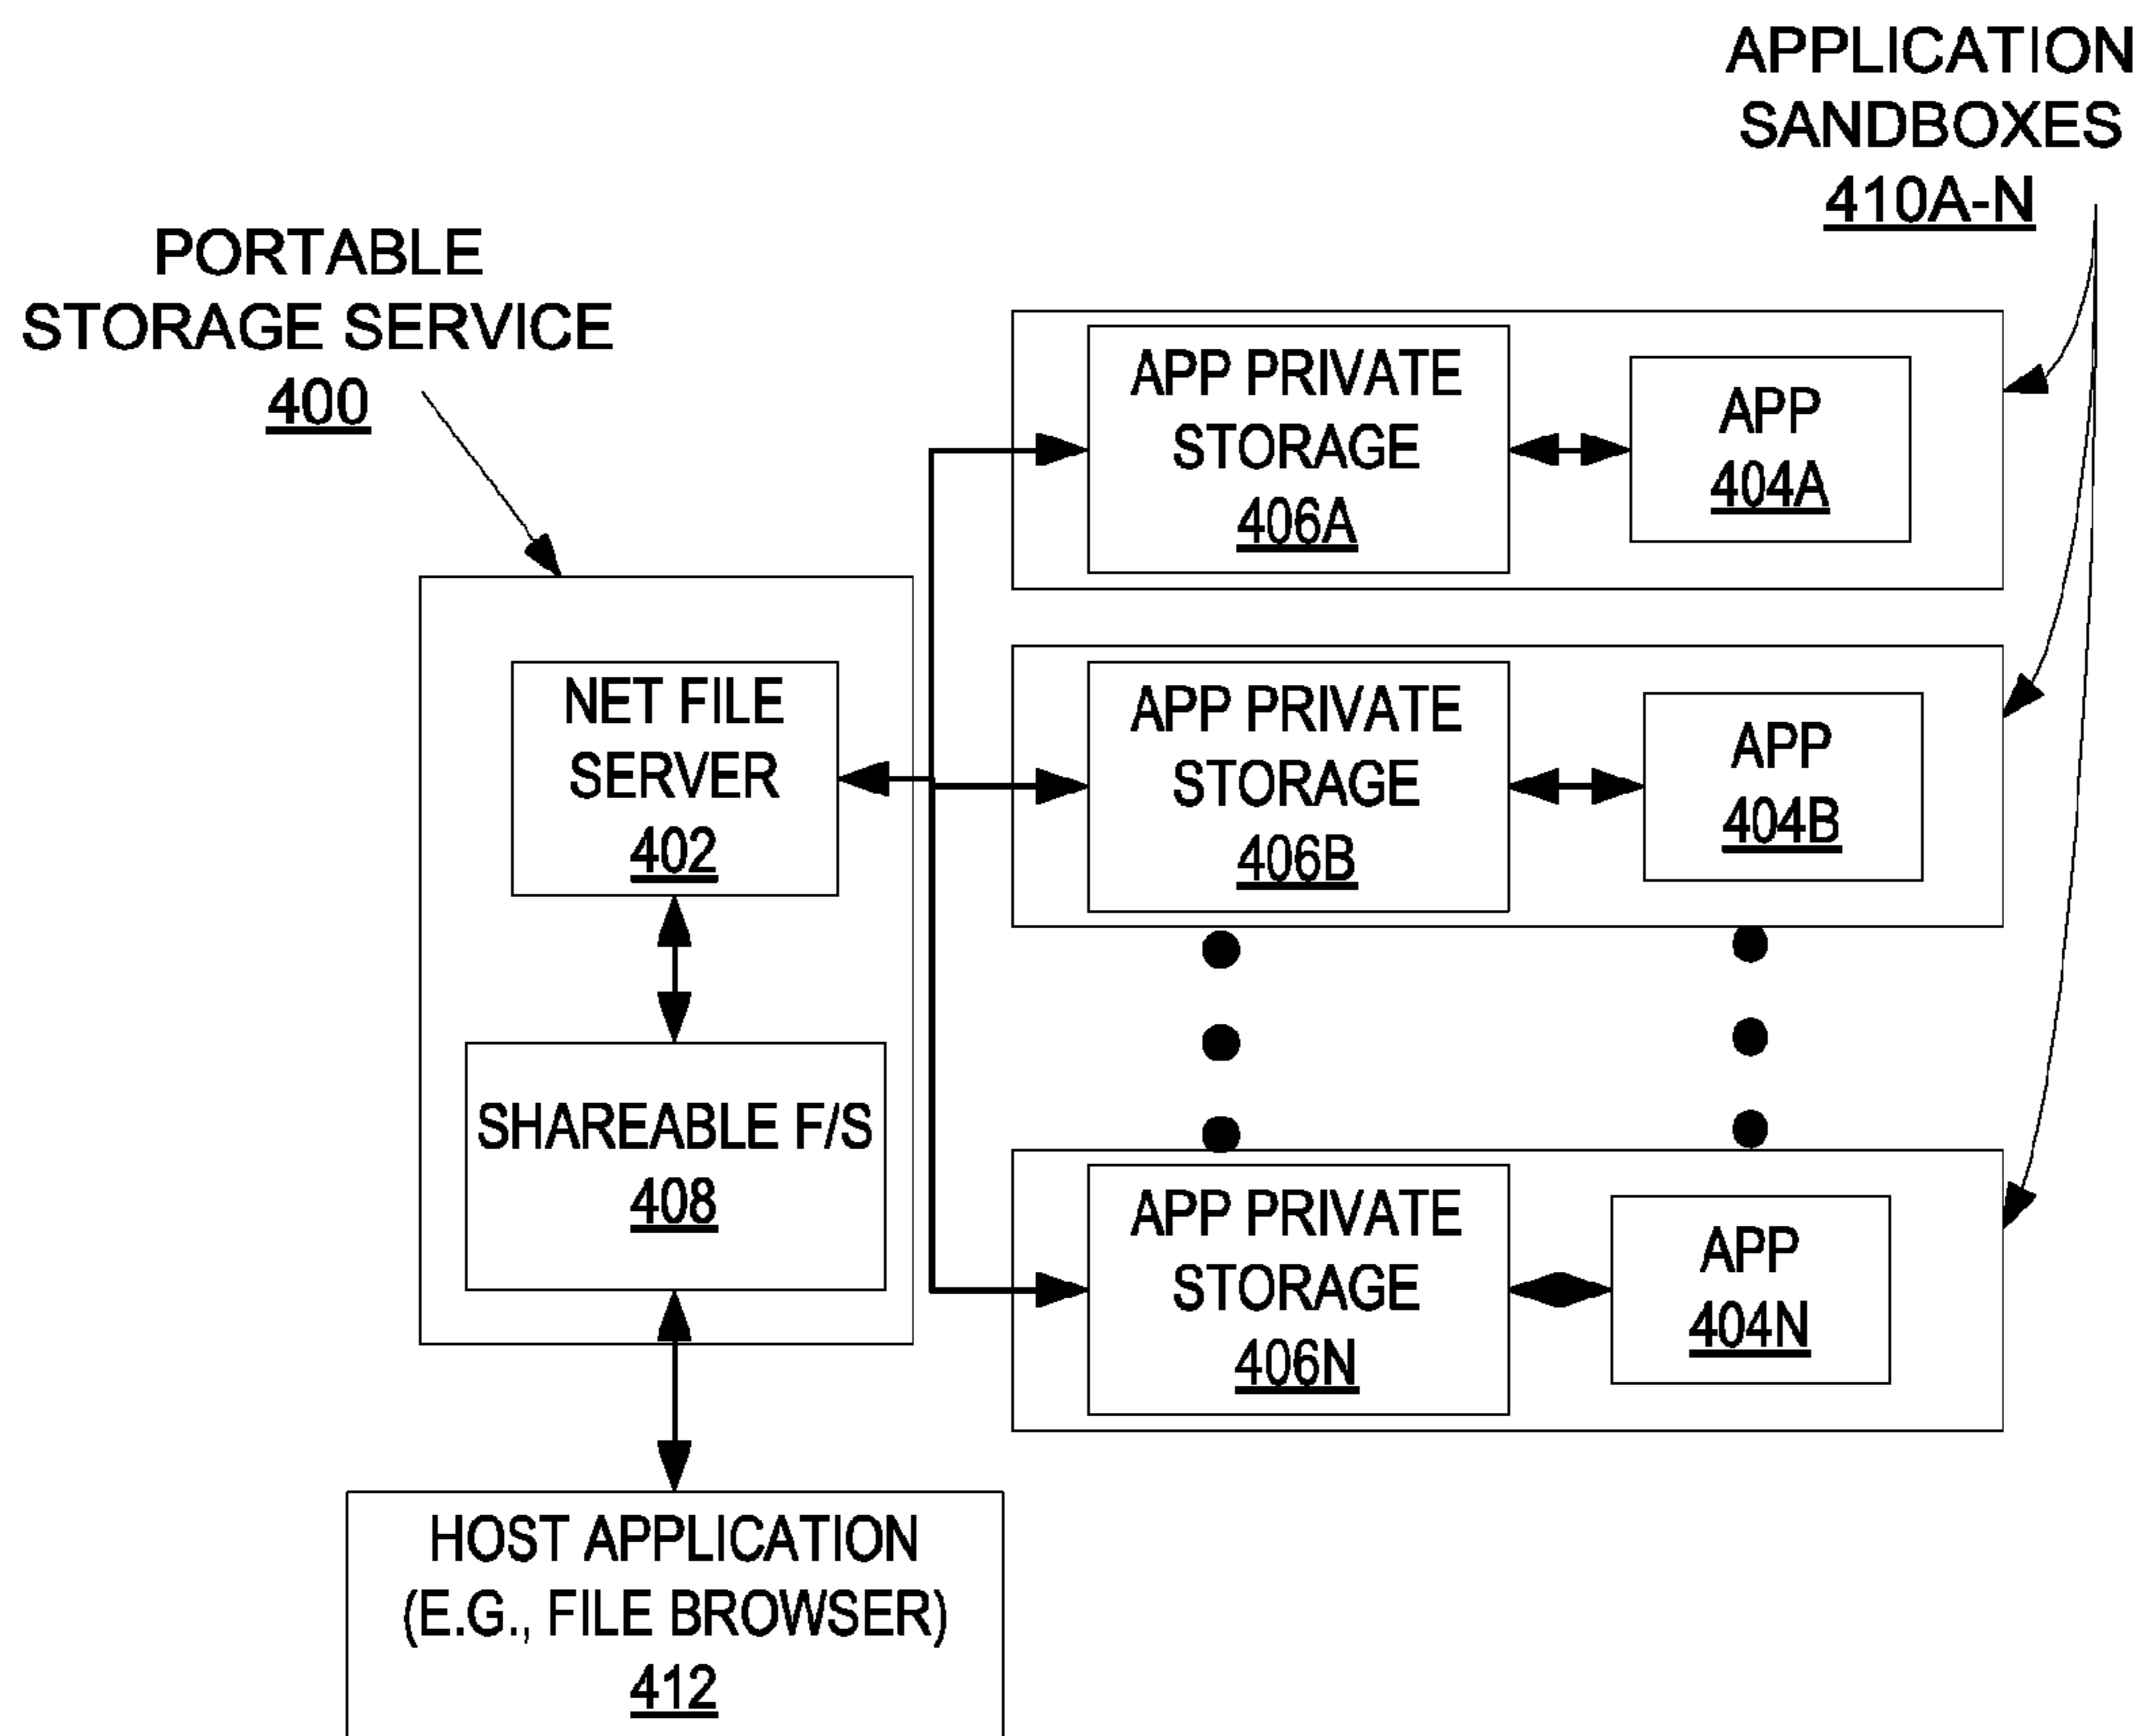 APPLICATION
SANDBOXES
410A-N
PORTABLE
STORAGE SERVICE
400
APP PRIVATE
STORAGE
406A
APP
404A
NET FILE
SERVER
402
APP PRIVATE
STORAGE
406B
APP
404B
SHAREABLE F/S
408
APP PRIVATE
STORAGE
406N
APP
404N
HOST APPLICATION
(E.G., FILE BROWSER)
412